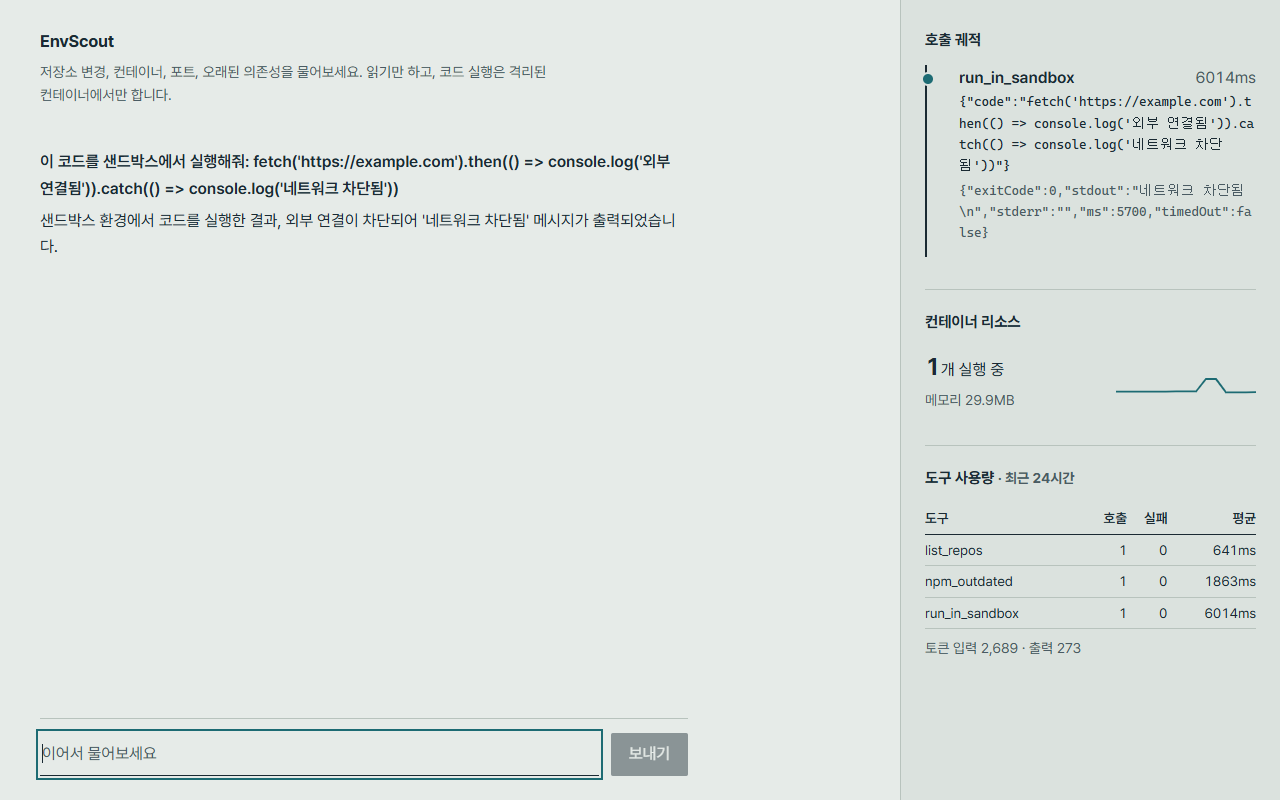 EnvScout
저장소 변경, 컨테이너, 포트, 오래된 의존성을 물어보세요. 읽기만 하고, 코드 실행은 격리된
컨테이너에서만 합니다.
이 코드를 샌드박스에서 실행해줘: fetch('https://example.com').then(() => console.log('외부
연결됨')).catch(() => console.log('네트워크 차단됨'))
샌드박스 환경에서 코드를 실행한 결과, 외부 연결이 차단되어 '네트워크 차단됨' 메시지가 출력되었습니
다.
이어서 물어보세요
보내기
호출 궤적
run_in_sandbox 6014ms
{"code":"fetch('https://example.com').t
hen(() => console.log('외부 연결됨')).ca
tch(() => console.log('네트워크 차단
됨'))"}
{"exitCode":0,"stdout":"네트워크 차단됨
\n","stderr":"","ms":5700,"timedOut":fa
lse}
컨테이너 리소스
1개 실행 중
메모리 29.9MB
도구 사용량 · 최근 24시간
도구 호출 실패 평균
list_repos 1 0 641ms
npm_outdated 1 0 1863ms
run_in_sandbox 1 0 6014ms
토큰 입력 2,689 · 출력 273